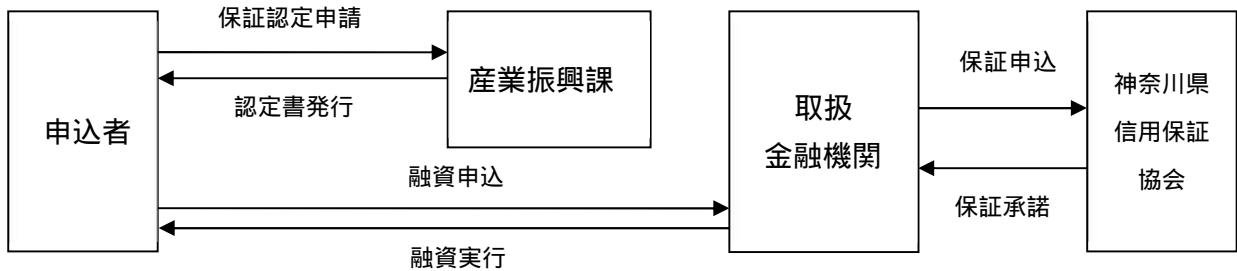 保証認定申請
産業振興課
認定書発行
申込者
融資申込
融資実行
取扱
金融機関
保証申込
保証承諾
神奈川県
信用保証
協会